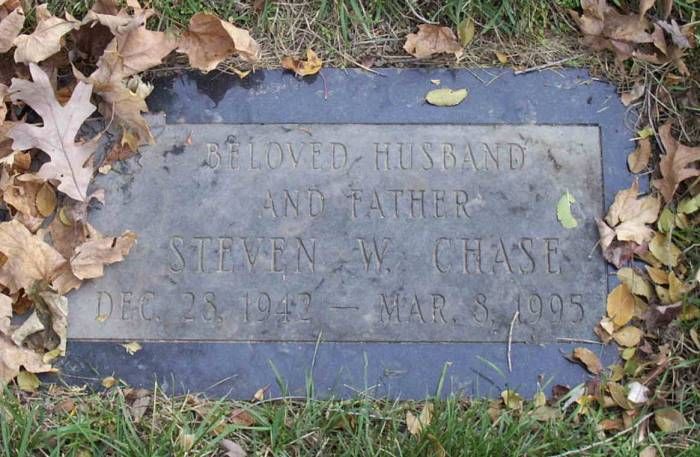 BELOVED HUSBAND
AND FATHER
STEVEN W. CHASE
DEC. 28, 1942 — MAR. 8, 1995